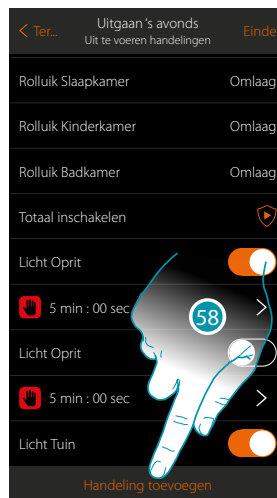 Ter...
Uitgaan 's avonds
Einde
Uit te voeren handelingen
Rolluik Slaapkamer Omlaag
Rolluik Kinderkamer Omlaag
Rolluik Badkamer Omlaag
Totaal inschakelen
Licht Oprit
5 min : 00 sec
58
Licht Oprit
5 min : 00 sec
Licht Tuin
Handeling toevoegen